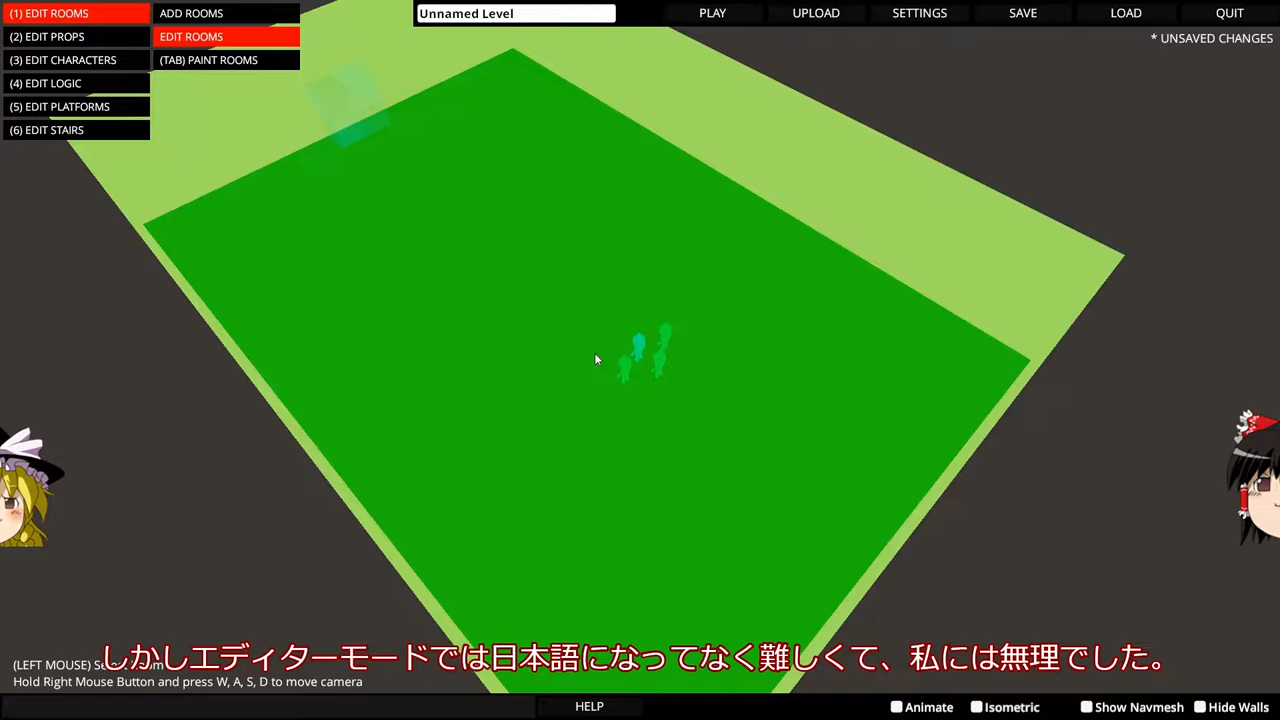 (1) EDIT ROOMS
ADD ROOMS
Unnamed Level
PLAY
UPLOAD
SETTINGS
SAVE
LOAD
QUIT
(2) EDIT PROPS
EDIT ROOMS
* UNSAVED CHANGES
(3) EDIT CHARACTERS
(TAB) PAINT ROOMS
(4) EDIT LOGIC
(5) EDIT PLATFORMS
(6) EDIT STAIRS
しかしエディターモードでは日本語になってなく難しくて、私には無理でした。
(LEFT MOUSE)
Hold Right Mouse Button and press W, A, S, D to move camera
HELP
Animate
Isometric
Show Navmesh
Hide Walls